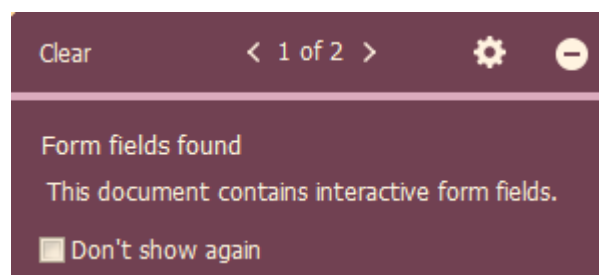 Clear < 1 of 2 >
Form fields found
This document contains interactive form fields.
Don't show again